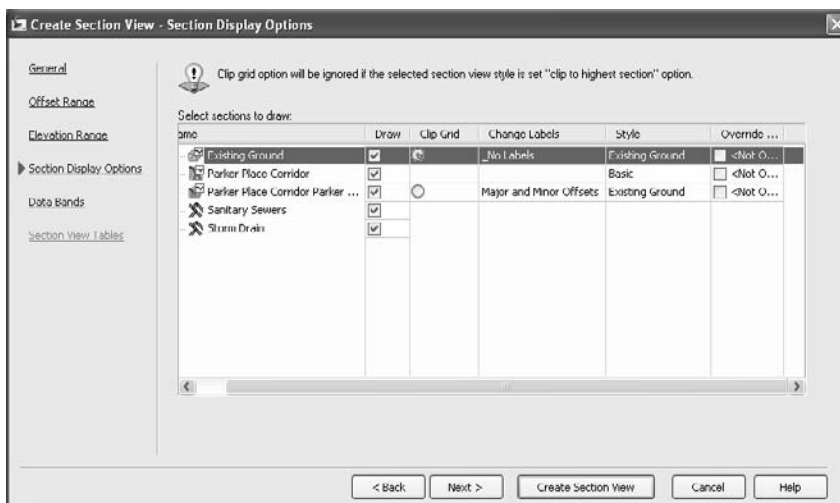 Create Section View - Section Display Options
General
Offset Range
Elevation Range
Section Display Options
Data Bands
Section View Tables
Clip grid option will be ignored if the selected section view style is set "clip to highest section" option.
Select sections to draw:
ame Draw Clip Grid Change Labels Style Override ...
Existing Ground _No Labels Existing Ground <Not O...
Parker Place Corridor Basic <Not O...
Parker Place Corridor Parker ... Major and Minor Offsets Existing Ground <Not O...
Sanitary Sewers
Storm Drain
< Back Next > Create Section View Cancel Help